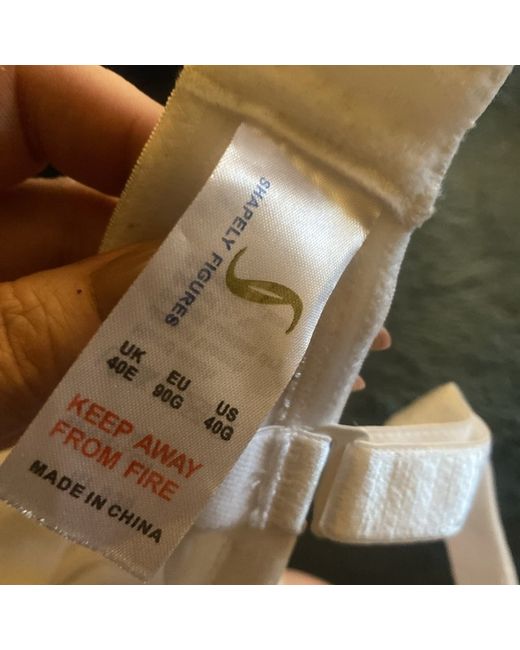 SHAPELY FIGURES
UK EU US
40E 90G 40G
KEEP AWAY
FROM FIRE
MADE IN CHINA